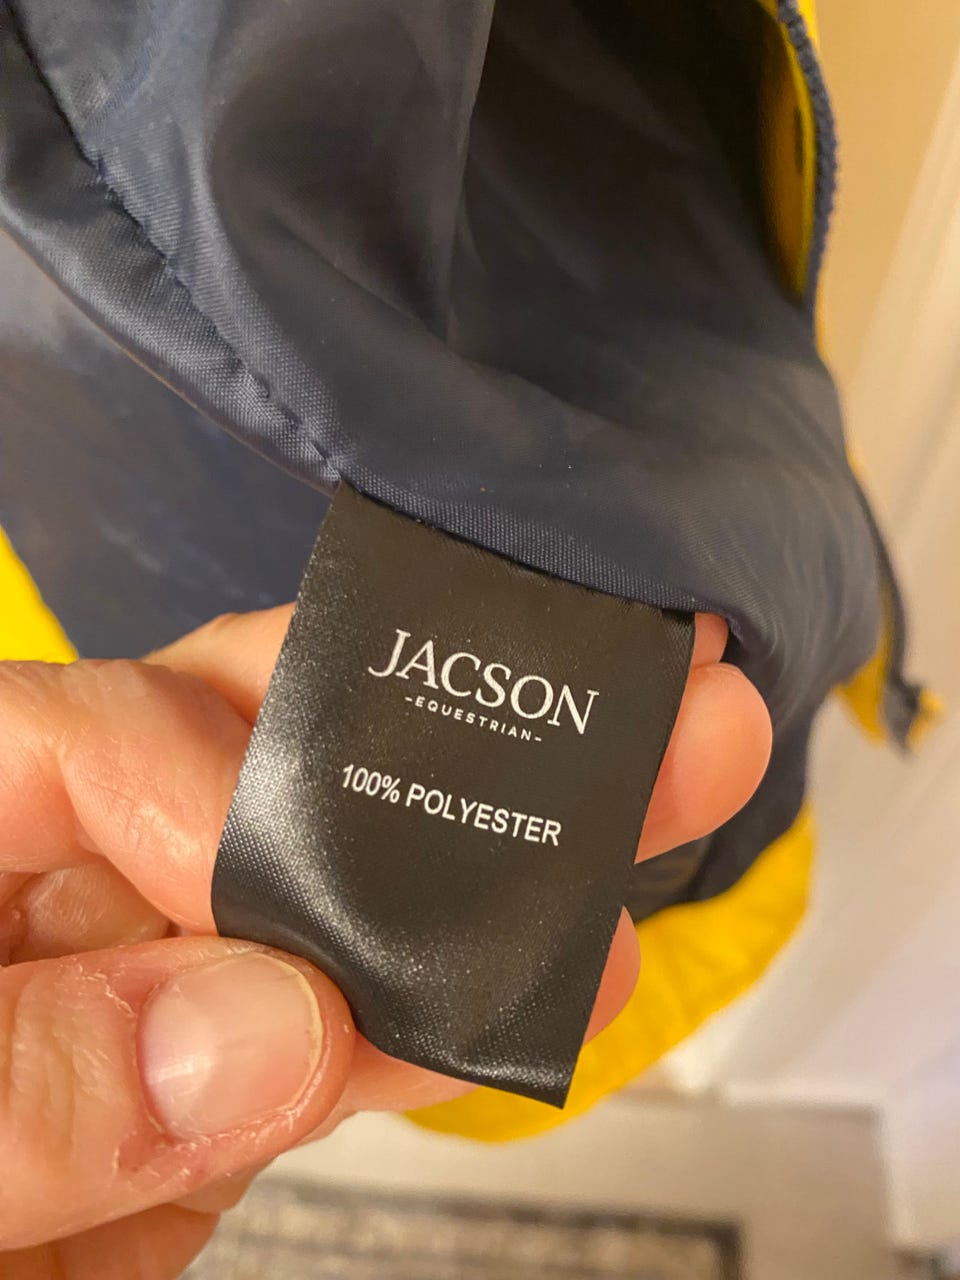 JACSON
-EQUESTRIAN-
100% POLYESTER